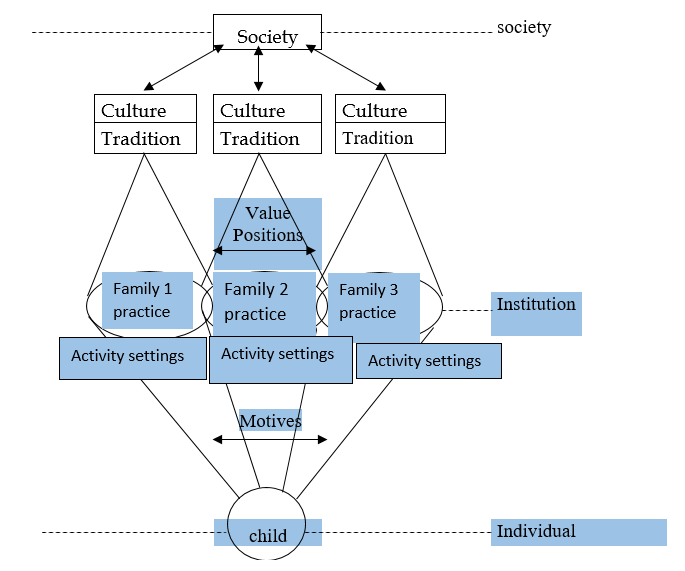 society
Society
Culture
Tradition
Culture
Tradition
Culture
Tradition
Value
Positions
Family 1
practice
Family 2
practice
Family 3
practice
Institution
Activity settings
Activity settings
Activity settings
Motives
child
Individual